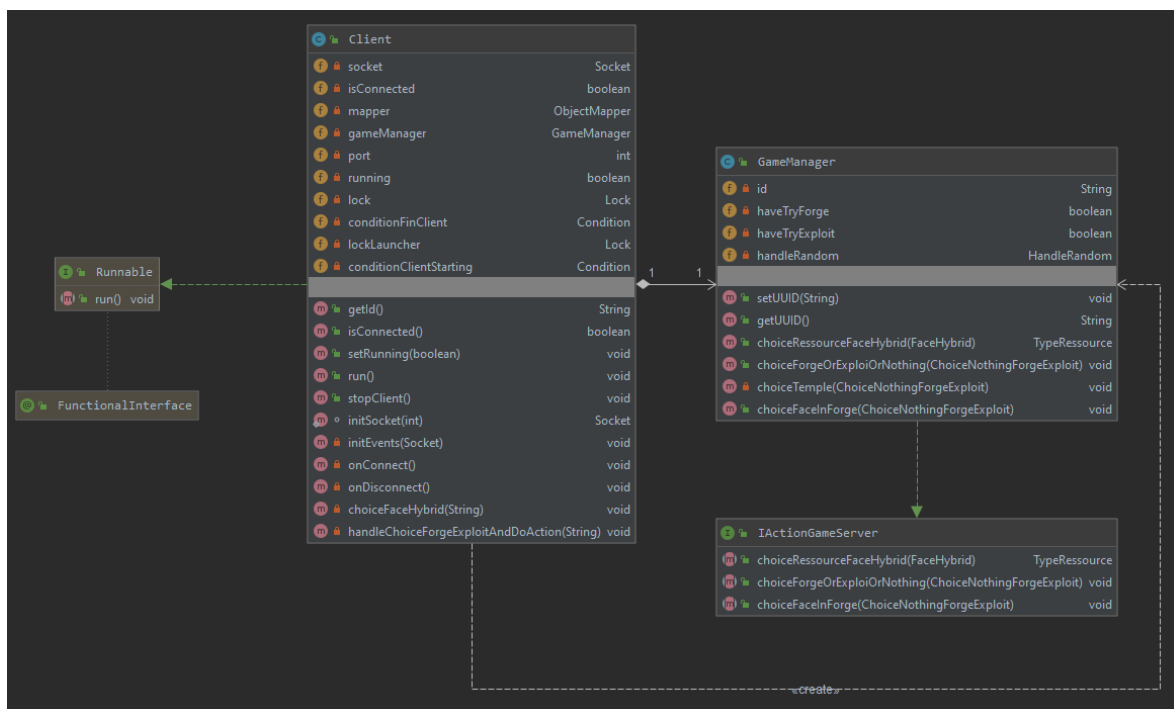 Client
socket Socket
isConnected boolean
mapper ObjectMapper
gameManager GameManager
port int
running boolean
lock Lock
conditionFinClient Condition
lockLauncher Lock
conditionClientStarting Condition
getId() String
isConnected() boolean
setRunning(boolean) void
run() void
stopClient() void
initSocket(int) Socket
initEvents(Socket) void
onConnect() void
onDisconnect() void
choiceFaceHybrid(String) void
handleChoiceForgeExploitAndDoAction(String) void
Runnable
run() void
FunctionalInterface
1 1
GameManager
id String
haveTryForge boolean
haveTryExploit boolean
handleRandom HandleRandom
setUUID(String) void
getUUID() String
choiceRessourceFaceHybrid(FaceHybrid) TypeRessource
choiceForgeOrExploiOrNothing(ChoiceNothingForgeExploit) void
choiceTemple(ChoiceNothingForgeExploit) void
choiceFaceInForge(ChoiceNothingForgeExploit) void
IActionGameServer
choiceRessourceFaceHybrid(FaceHybrid) TypeRessource
choiceForgeOrExploiOrNothing(ChoiceNothingForgeExploit) void
choiceFaceInForge(ChoiceNothingForgeExploit) void
«create»